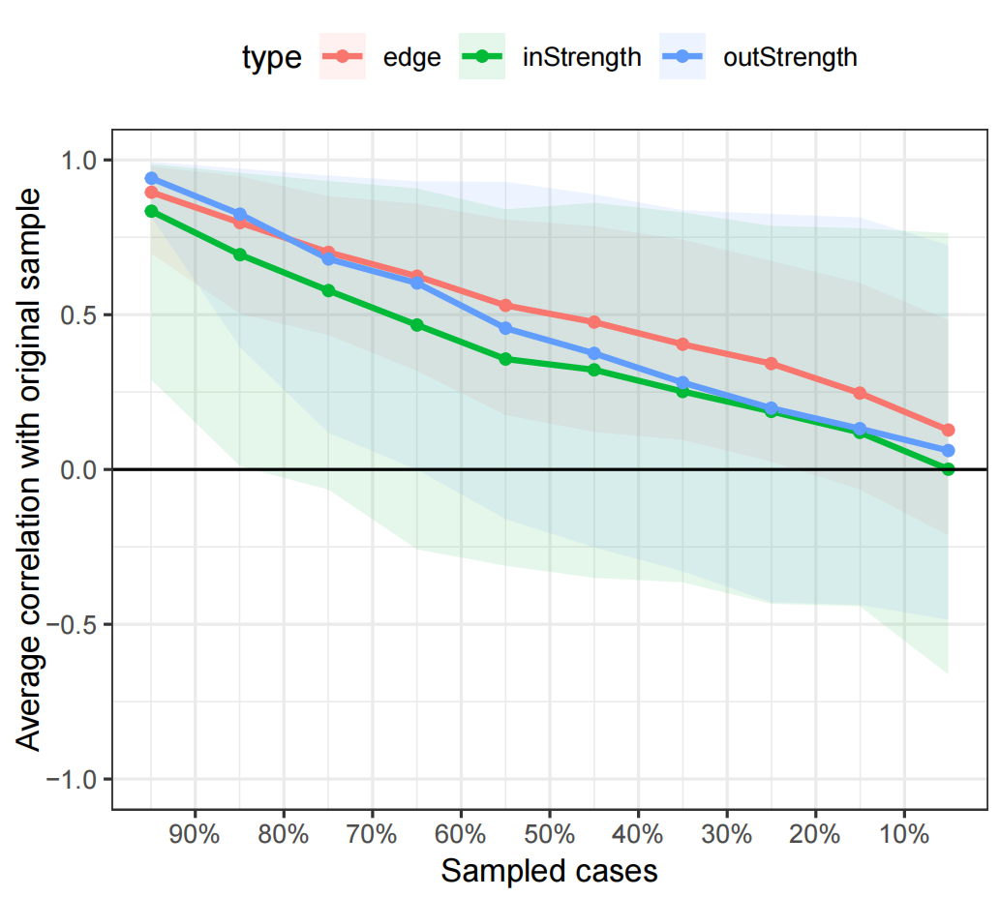 type edge inStrength outStrength
Average correlation with original sample
1.0
0.5
0.0
−0.5
−1.0
90% 80% 70% 60% 50% 40% 30% 20% 10%
Sampled cases